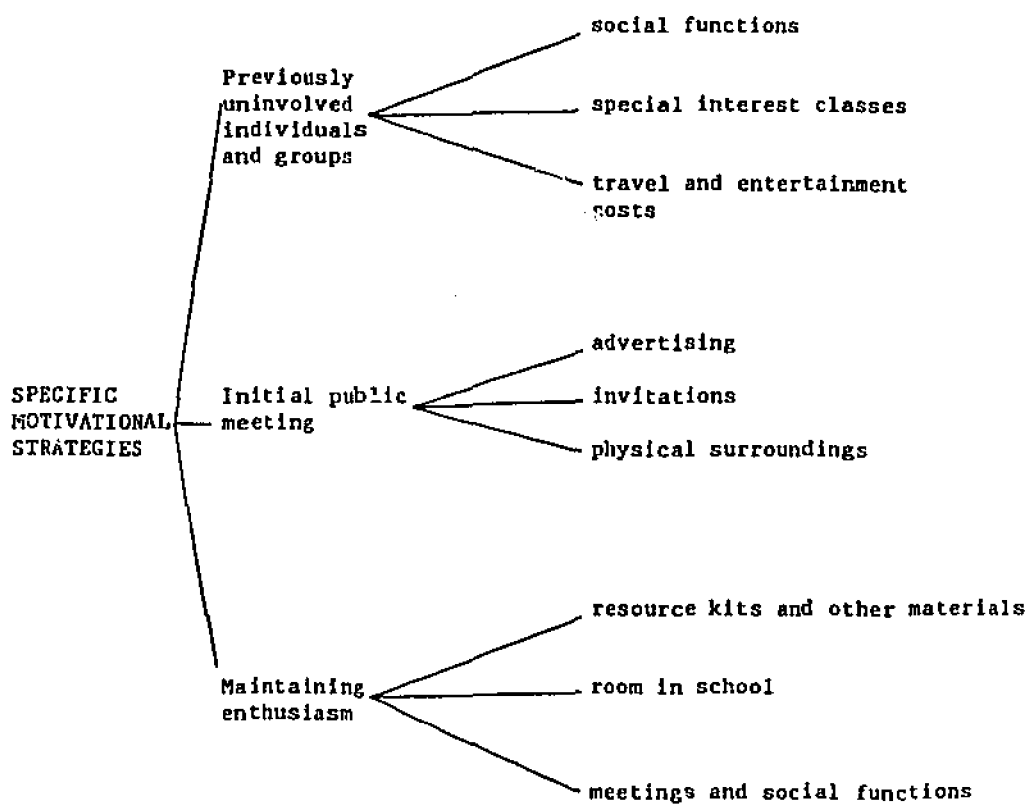 social functions
Previously
uninvolved
individuals
and groups
special interest classes
travel and entertainment
costs
SPECIFIC
MOTIVATIONAL
STRATEGIES
Initial public
meeting
advertising
invitations
physical surroundings
Maintaining
enthusiasm
resource kits and other materials
room in school
meetings and social functions